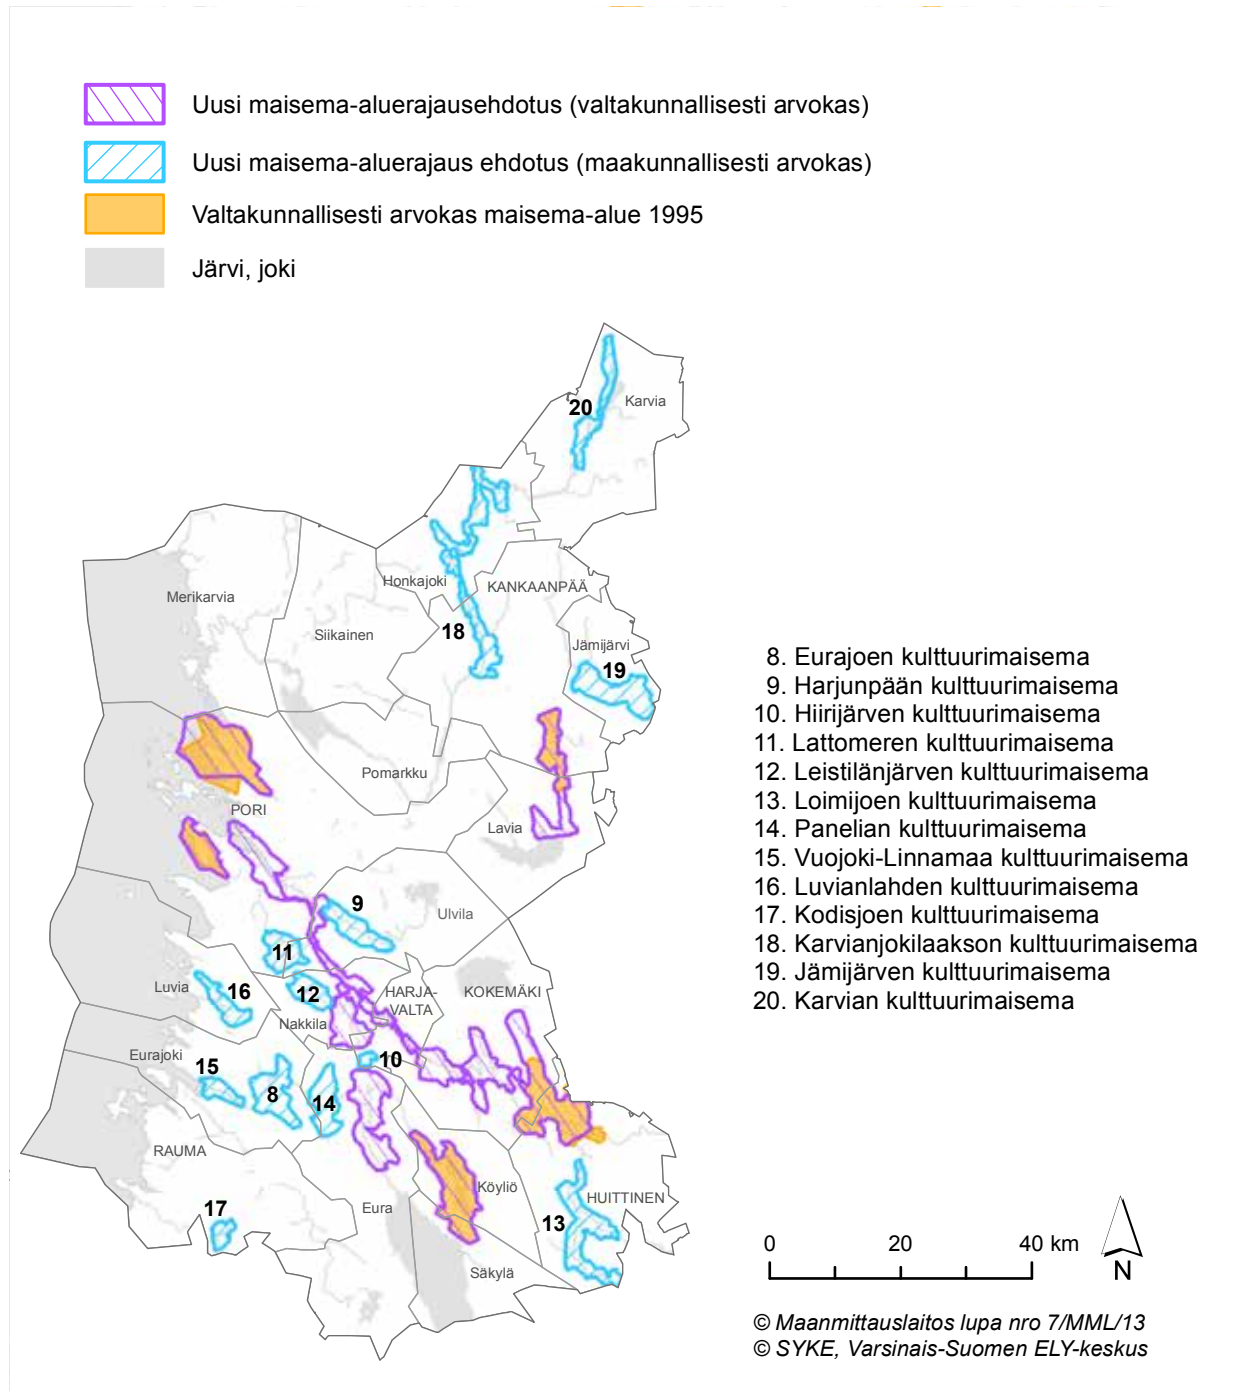 Uusi maisema-aluerajausehdotus (valtakunnallisesti arvokas)
Uusi maisema-aluerajaus ehdotus (maakunnallisesti arvokas)
Valtakunnallisesti arvokas maisema-alue 1995
Järvi, joki
20
Karvia
Honkajoki
KANKAANPÄÄ
Merikarvia
Siikainen
18
Jämijärvi
19
Pomarkku
PORI
Lavia
9
Ulvila
11
Luvia
16
12
HARJA-
VALTA
KOKEMÄKI
Nakkila
Eurajoki
15
10
8
14
RAUMA
Köyliö
HUITTINEN
17
Eura
13
Säkylä
8. Eurajoen kulttuurimaisema
9. Harjunpään kulttuurimaisema
10. Hiirijärven kulttuurimaisema
11. Lattomeren kulttuurimaisema
12. Leistilänjärven kulttuurimaisema
13. Loimijoen kulttuurimaisema
14. Panelian kulttuurimaisema
15. Vuojoki-Linnamaa kulttuurimaisema
16. Luvianlahden kulttuurimaisema
17. Kodisjoen kulttuurimaisema
18. Karvianjokilaakson kulttuurimaisema
19. Jämijärven kulttuurimaisema
20. Karvian kulttuurimaisema
0 20 40 km
N
© Maanmittauslaitos lupa nro 7/MML/13
© SYKE, Varsinais-Suomen ELY-keskus